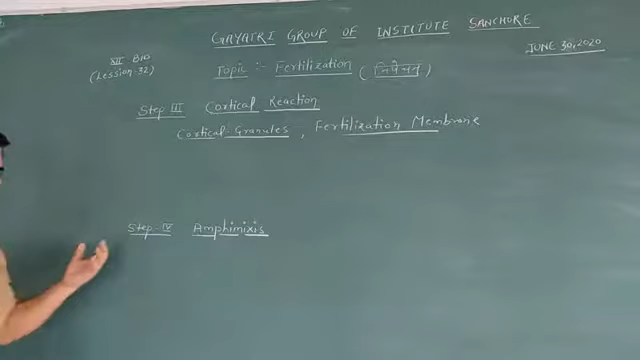 GAYATRI GROUP OF INSTITUTE SANCHORE
JUNE 30, 2020
XII BIO
(Lession-32)
Topic :- Fertilization (निषेचन)
Step III Cortical Reaction
Cortical-Granules, Fertilization Membrane
Step-IV Amphimixis